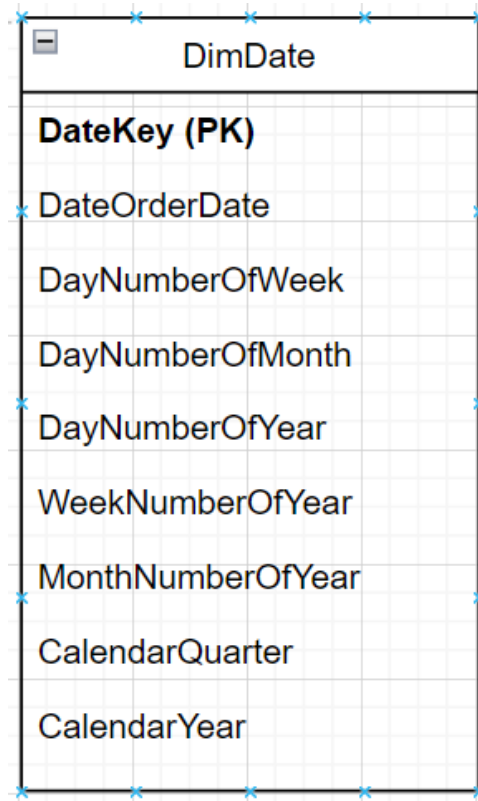 DimDate
DateKey (PK)
DateOrderDate
DayNumberOfWeek
DayNumberOfMonth
DayNumberOfYear
WeekNumberOfYear
MonthNumberOfYear
CalendarQuarter
CalendarYear